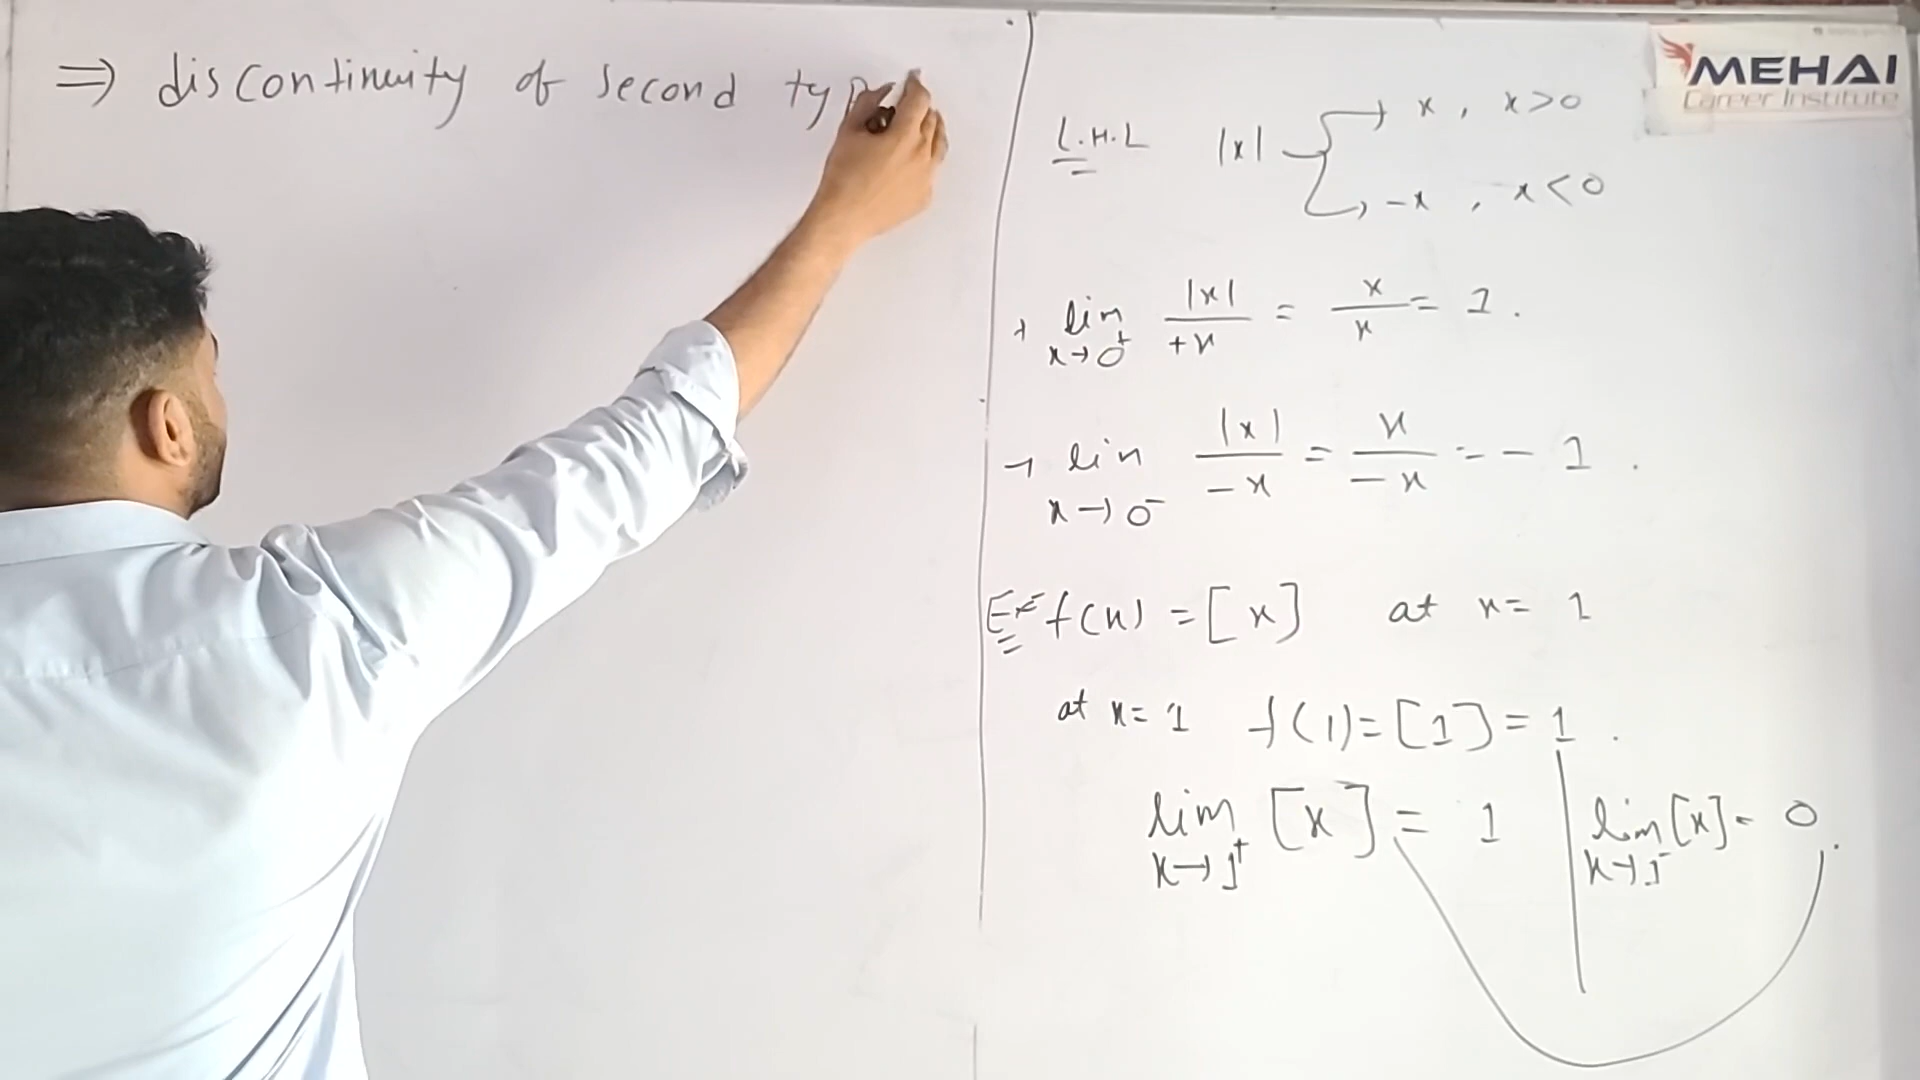 ⇒ discontinuity of second type
MEHAI
Career Institute
L.H.L |x| → x, x>0
→ -x, x<0
→ lim x→0⁺ |x|/+x = x/x = 1.
→ lim x→0⁻ |x|/-x = x/-x = -1.
Ex f(x) = [x] at x = 1
at x = 1 f(1) = [1] = 1.
lim x→1⁺ [x] = 1 | lim x→1⁻ [x] = 0.